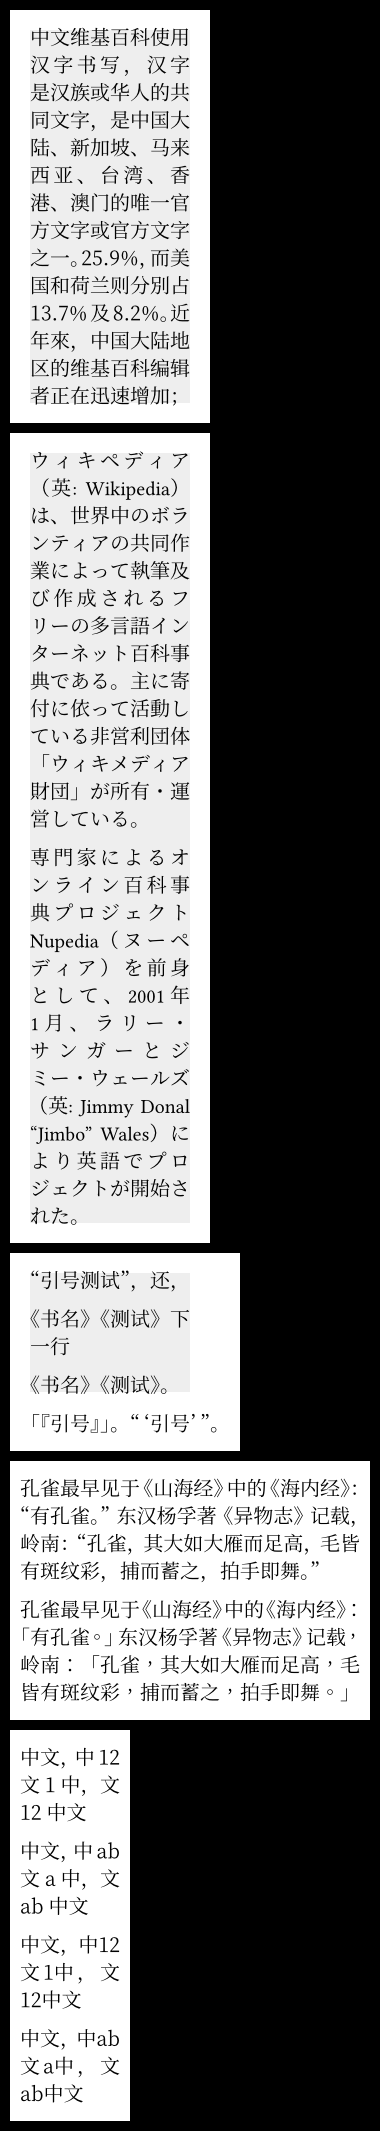 中文维基百科使用
汉字书写，汉字
是汉族或华人的共
同文字，是中国大
陆、新加坡、马来
西亚、台湾、香
港、澳门的唯一官
方文字或官方文字
之一。25.9%，而美
国和荷兰则分別占
13.7%及8.2%。近
年來，中国大陆地
区的维基百科编辑
者正在迅速增加；
ウィキペディア
（英: Wikipedia）
は、世界中のボラ
ンティアの共同作
業によって執筆及
び作成されるフ
リーの多言語イン
ターネット百科事
典である。主に寄
付に依って活動し
ている非営利団体
「ウィキメディア
財団」が所有・運
営している。
専門家によるオ
ンライン百科事
典プロジェクト
Nupedia（ヌーペ
ディア）を前身
として、2001年
1月、ラリー・
サンガーとジ
ミー・ウェールズ
（英: Jimmy Donal
“Jimbo” Wales）に
より英語でプロ
ジェクトが開始さ
れた。
“引号测试”，还，
《书名》《测试》下
一行
《书名》《测试》。
「『引号』」。“‘引号’”。
孔雀最早见于《山海经》中的《海内经》：
“有孔雀。”东汉杨孚著《异物志》记载，
岭南：“孔雀，其大如大雁而足高，毛皆
有斑纹彩，捕而蓄之，拍手即舞。”
孔雀最早见于《山海经》中的《海内经》：
「有孔雀。」东汉杨孚著《异物志》记载，
岭南：「孔雀，其大如大雁而足高，毛
皆有斑纹彩，捕而蓄之，拍手即舞。」
中文，中 12
文 1 中，文
12 中文
中文，中 ab
文 a 中，文
ab 中文
中文，中12
文1中，文
12中文
中文，中ab
文a中，文
ab中文